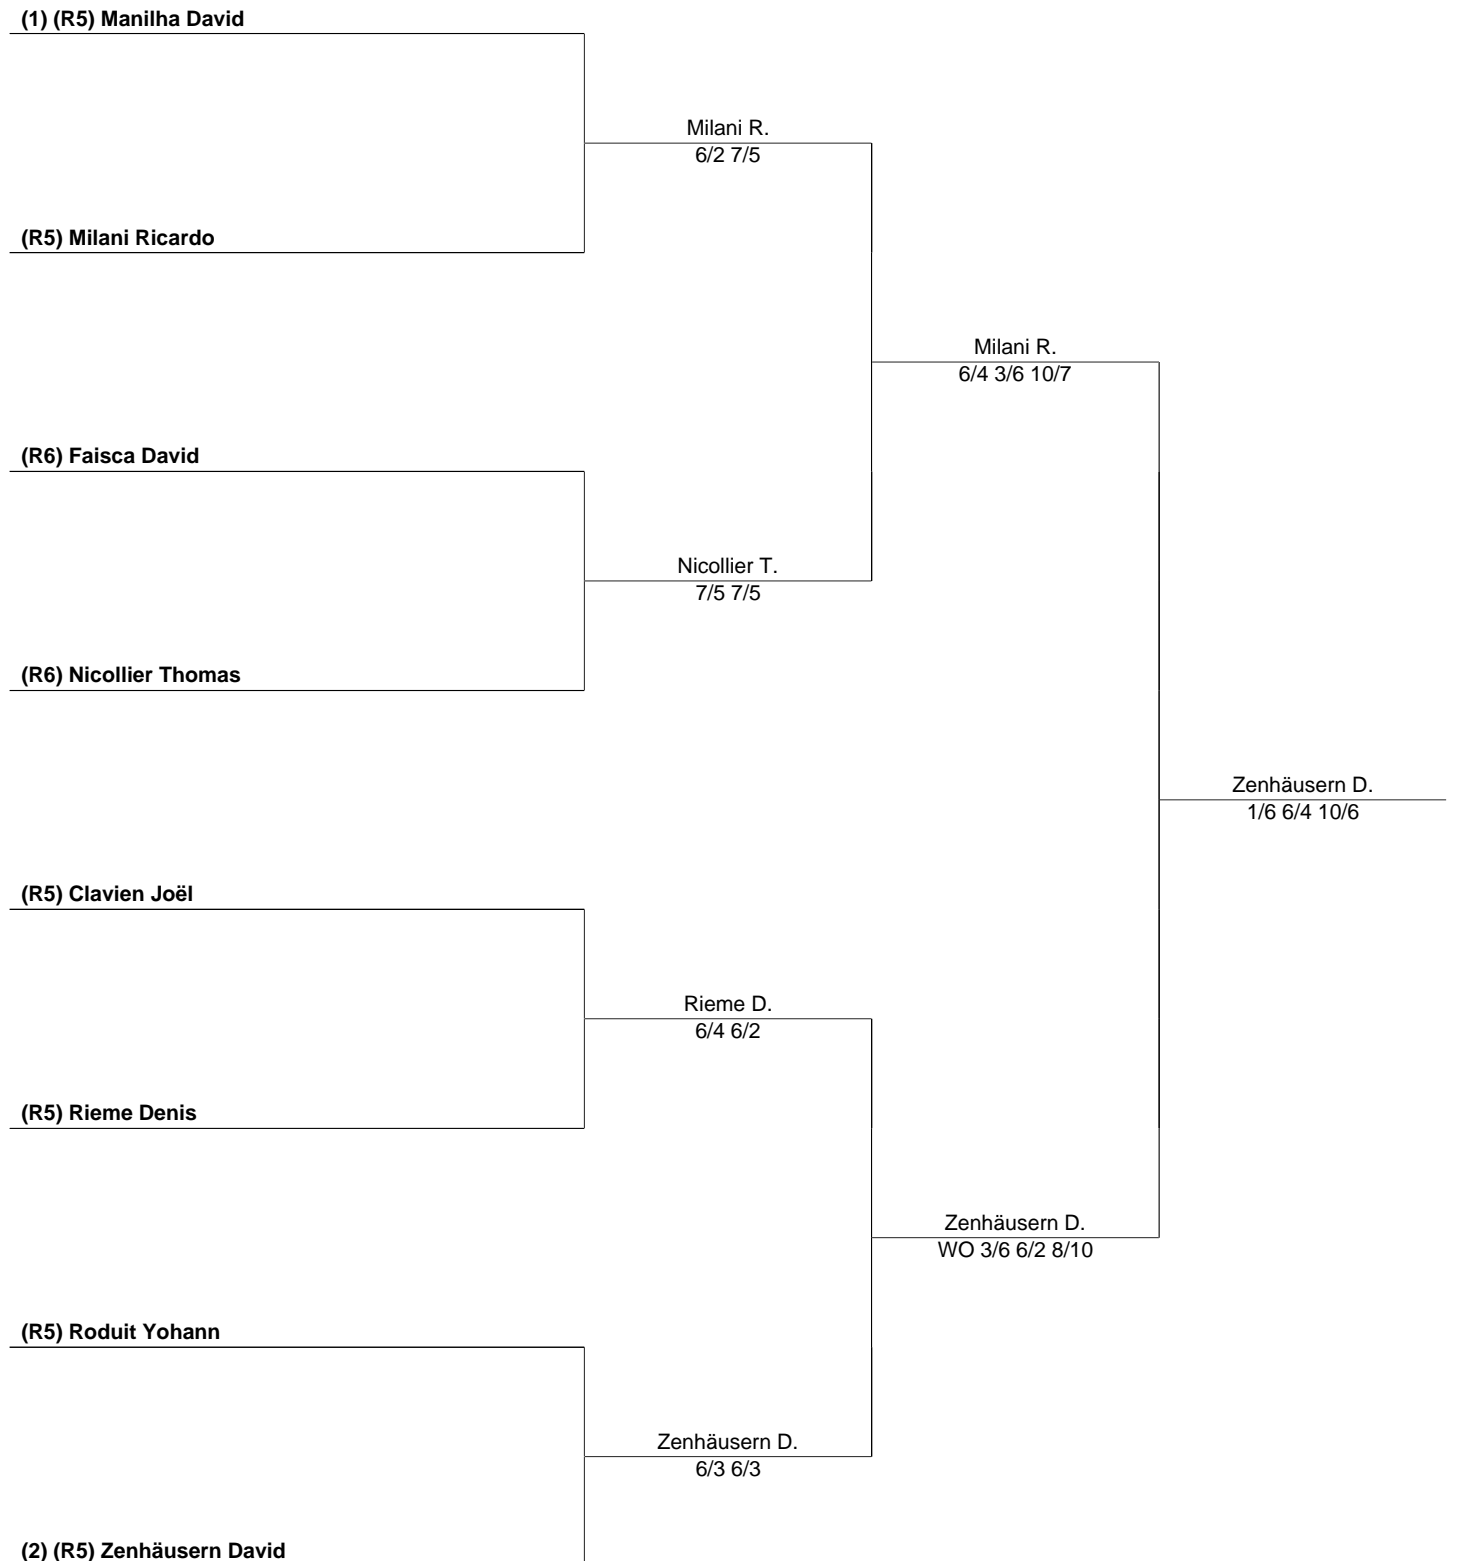 (1) (R5) Manilha David
Milani R.
6/2 7/5
(R5) Milani Ricardo
Milani R.
6/4 3/6 10/7
(R6) Faisca David
Nicollier T.
7/5 7/5
(R6) Nicollier Thomas
Zenhäusern D.
1/6 6/4 10/6
(R5) Clavien Joël
Rieme D.
6/4 6/2
(R5) Rieme Denis
Zenhäusern D.
WO 3/6 6/2 8/10
(R5) Roduit Yohann
Zenhäusern D.
6/3 6/3
(2) (R5) Zenhäusern David